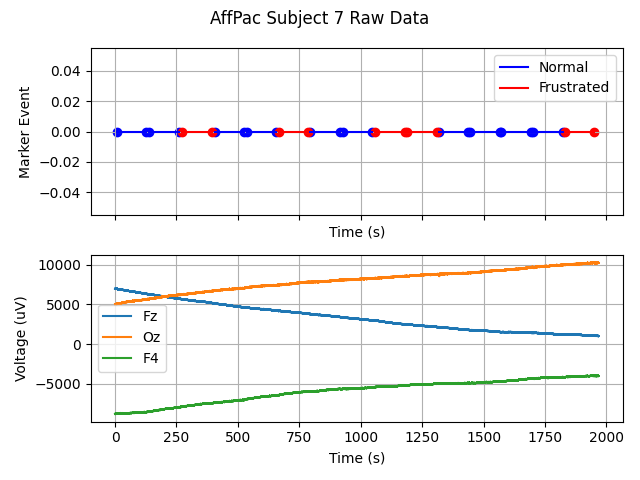 AffPac Subject 7 Raw Data
Marker Event
0.04
0.02
0.00
−0.02
−0.04
Normal
Frustrated
Time (s)
Voltage (uV)
10000
5000
0
−5000
Fz
Oz
F4
0 250 500 750 1000 1250 1500 1750 2000
Time (s)